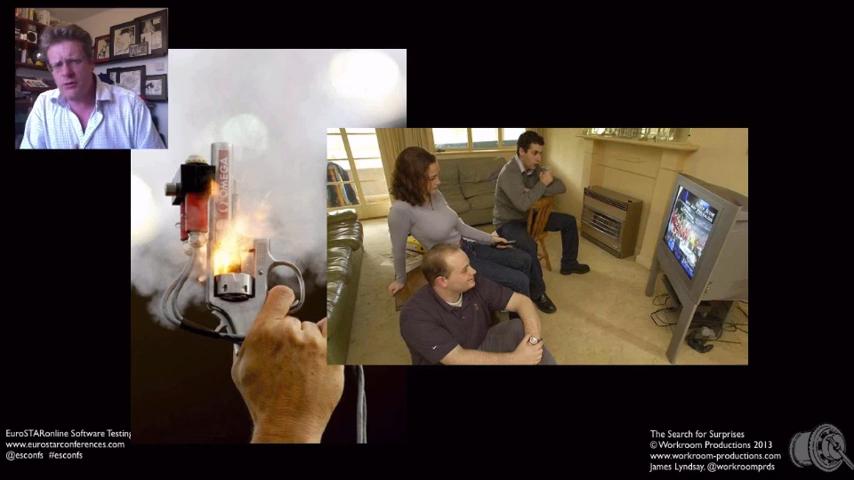 Ω OMEGA
EuroSTARonline Software Testing
www.eurostarconferences.com
@esconfs #esconfs
The Search for Surprises
© Workroom Productions 2013
www.workroom-productions.com
James Lyndsay, @workroomprds